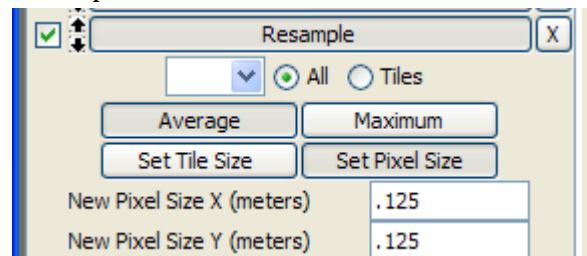 Resample X
All Tiles
Average Maximum
Set Tile Size Set Pixel Size
New Pixel Size X (meters) .125
New Pixel Size Y (meters) .125